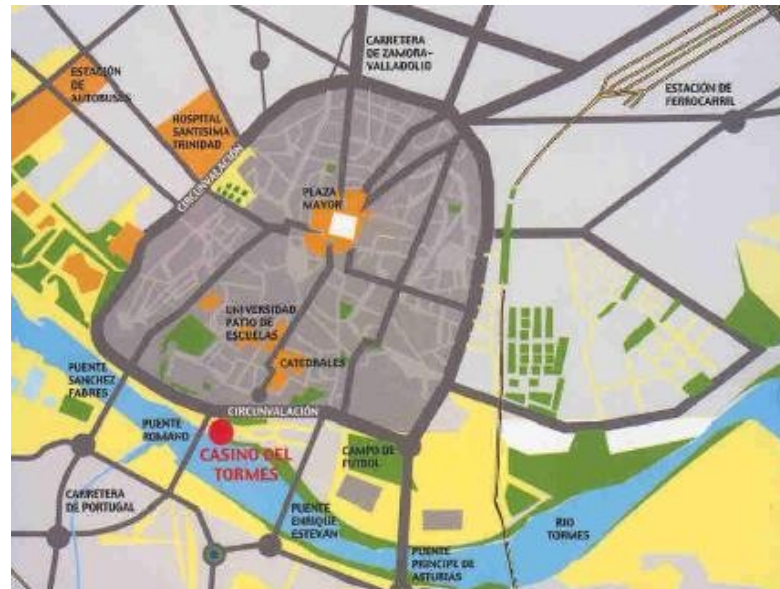 CARRETERA
DE ZAMORA-
VALLADOLID
ESTACIÓN
DE
AUTOBUSES
ESTACIÓN DE
FERROCARRIL
HOSPITAL
SANTISIMA
TRINIDAD
CIRCUNVALACIÓN
PLAZA
MAYOR
UNIVERSIDAD
PATIO DE
ESCUELAS
CATEDRALES
PUENTE
SANCHEZ
FABRES
CIRCUNVALACIÓN
PUENTE
ROMANO
CASINO DEL
TORMES
CAMPO DE
FUTBOL
CARRETERA
DE PORTUGAL
PUENTE
ENRIQUE
ESTEVAN
RIO
TORMES
PUENTE
PRINCIPE DE
ASTURIAS